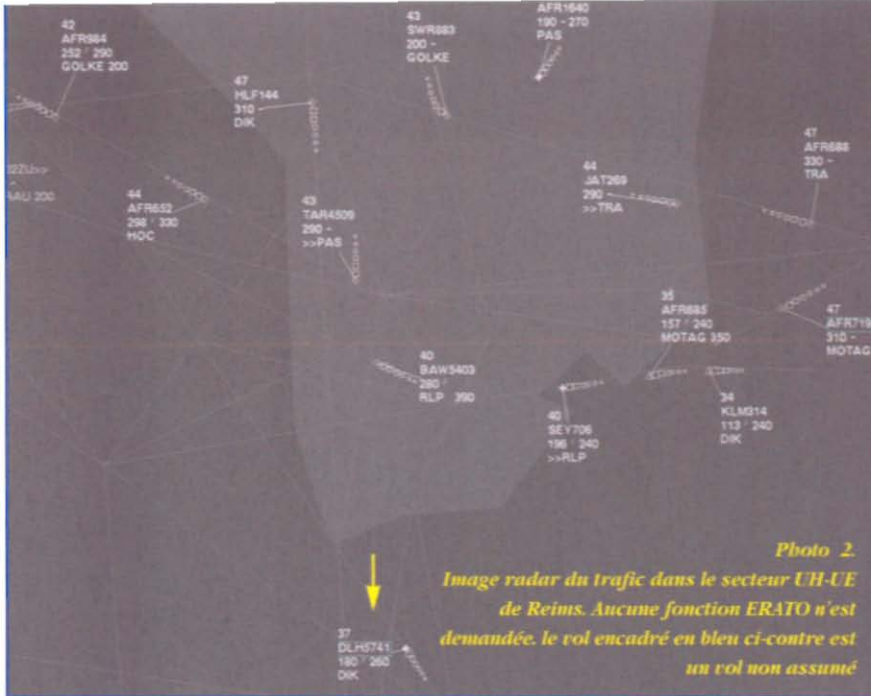 42
AFR984
252 290
GOLKE 200
43
SWR883
200 -
GOLKE
AFR1640
190 - 270
PAS
47
HLF144
310
DIK
47
AFR688
330 -
TRA
AU 200
44
AFR652
298 330
HOC
43
TAR4509
290 -
>>PAS
44
JAT269
290 -
>>TRA
35
AFR685
157 240
MOTAG 350
47
AFR719
310 -
MOTAG
40
BAW5403
280
RLP 390
40
SEY706
196 240
>>RLP
34
KLM314
113 240
DIK
37
DLH5741
180 260
DIK
Photo 2.
Image radar du trafic dans le secteur UH-UE
de Reims. Aucune fonction ERATO n'est
demandée. le vol encadré en bleu ci-contre est
un vol non assumé